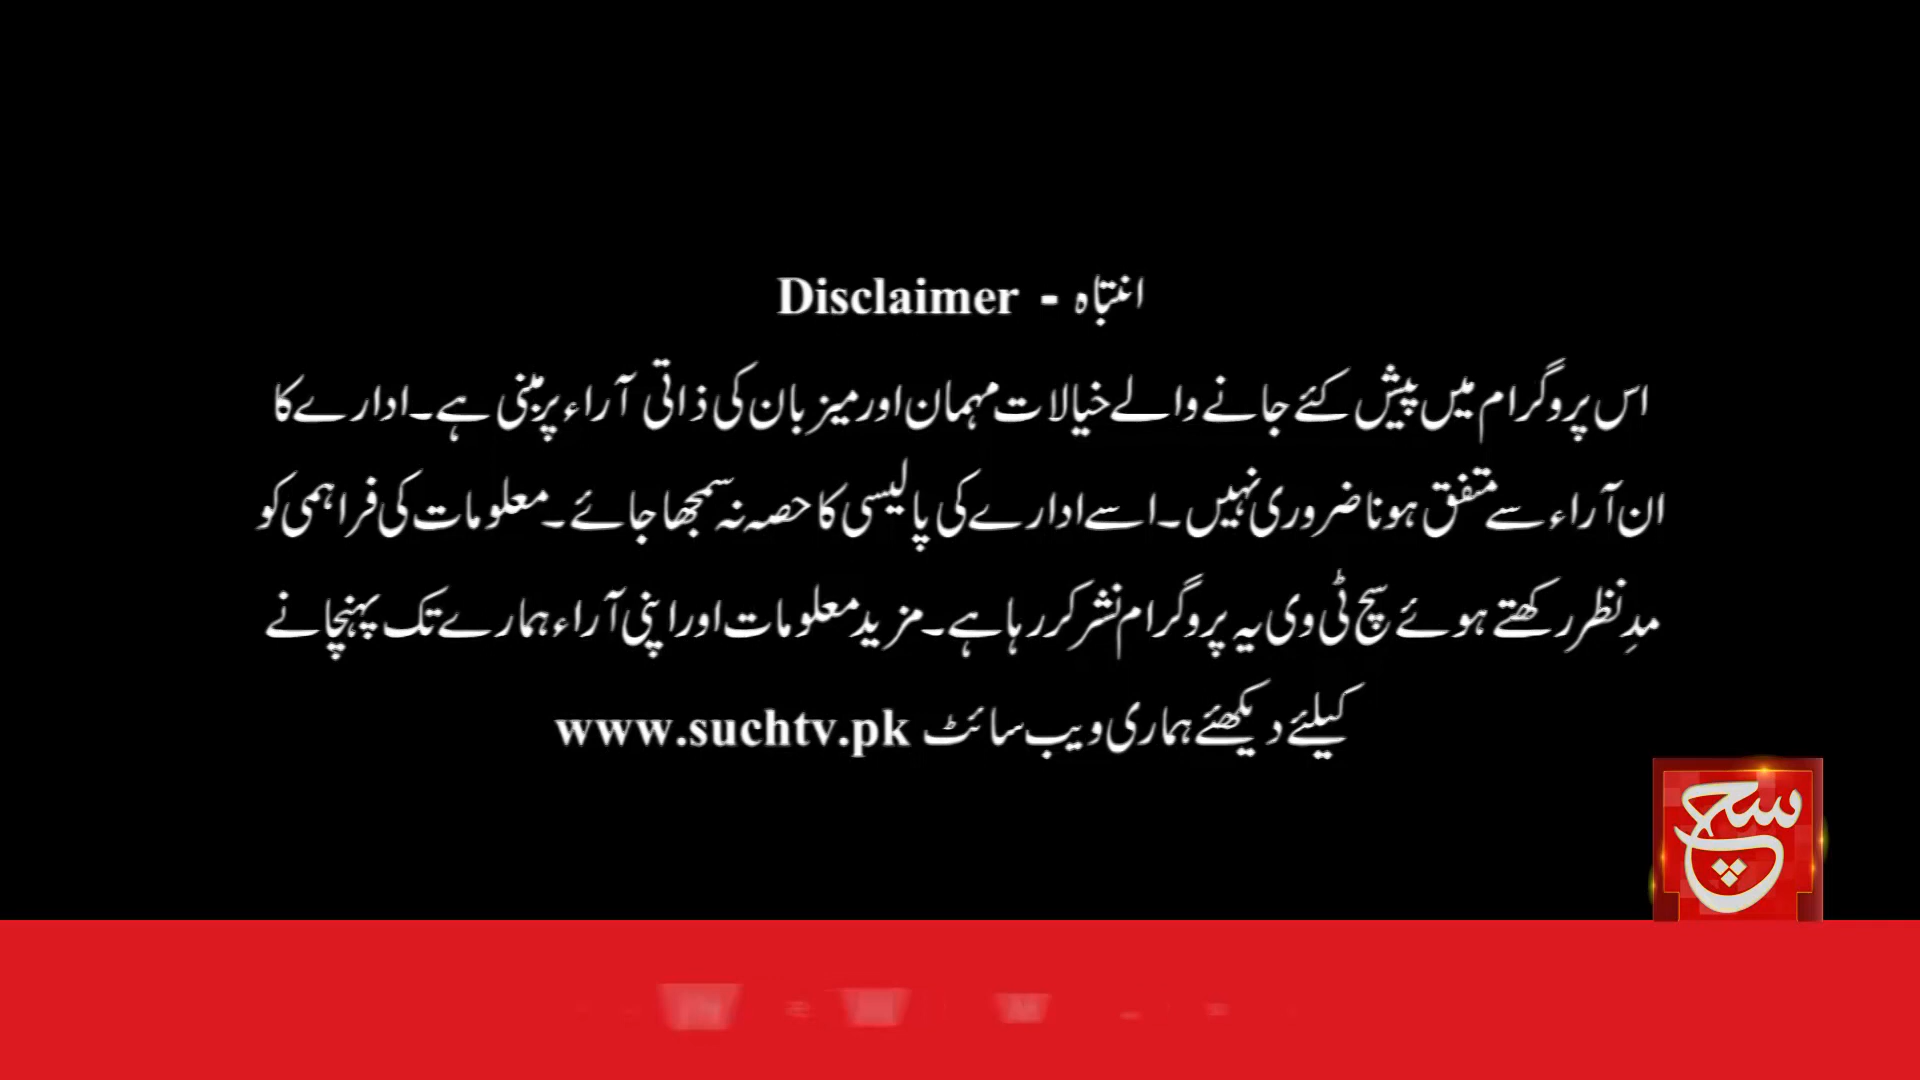 انتباہ - Disclaimer
اس پروگرام میں پیش کئے جانے والے خیالات مہمان اور میزبان کی ذاتی آراء پر مبنی ہے۔ ادارے کا
ان آراء سے متفق ہونا ضروری نہیں۔ اسے ادارے کی پالیسی کا حصہ نہ سمجھا جائے۔ معلومات کی فراہمی کو
مدِ نظر رکھتے ہوئے سچ ٹی وی یہ پروگرام نشر کر رہا ہے۔ مزید معلومات اور اپنی آراء ہمارے تک پہنچانے
کیلئے دیکھئے ہماری ویب سائٹ www.suchtv.pk
سچ